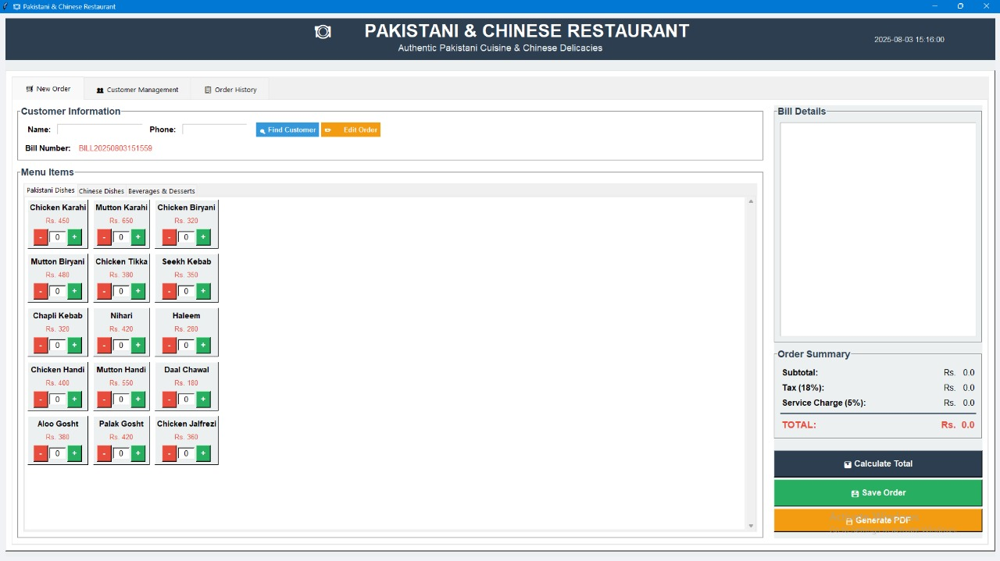 Pakistani & Chinese Restaurant
PAKISTANI & CHINESE RESTAURANT
Authentic Pakistani Cuisine & Chinese Delicacies
2025-08-03 15:16:00
New Order
Customer Management
Order History
Customer Information
Name:
Phone:
Find Customer
Edit Order
Bill Number: BILL20250803151559
Menu Items
Pakistani Dishes
Chinese Dishes
Beverages & Desserts
Chicken Karahi
Rs. 450
- 0 +
Mutton Karahi
Rs. 650
- 0 +
Chicken Biryani
Rs. 320
- 0 +
Mutton Biryani
Rs. 480
- 0 +
Chicken Tikka
Rs. 380
- 0 +
Seekh Kebab
Rs. 350
- 0 +
Chapli Kebab
Rs. 320
- 0 +
Nihari
Rs. 420
- 0 +
Haleem
Rs. 280
- 0 +
Chicken Handi
Rs. 400
- 0 +
Mutton Handi
Rs. 550
- 0 +
Daal Chawal
Rs. 180
- 0 +
Aloo Gosht
Rs. 380
- 0 +
Palak Gosht
Rs. 420
- 0 +
Chicken Jalfrezi
Rs. 360
- 0 +
Bill Details
Order Summary
Subtotal: Rs. 0.0
Tax (18%): Rs. 0.0
Service Charge (5%): Rs. 0.0
TOTAL: Rs. 0.0
Calculate Total
Save Order
Generate PDF